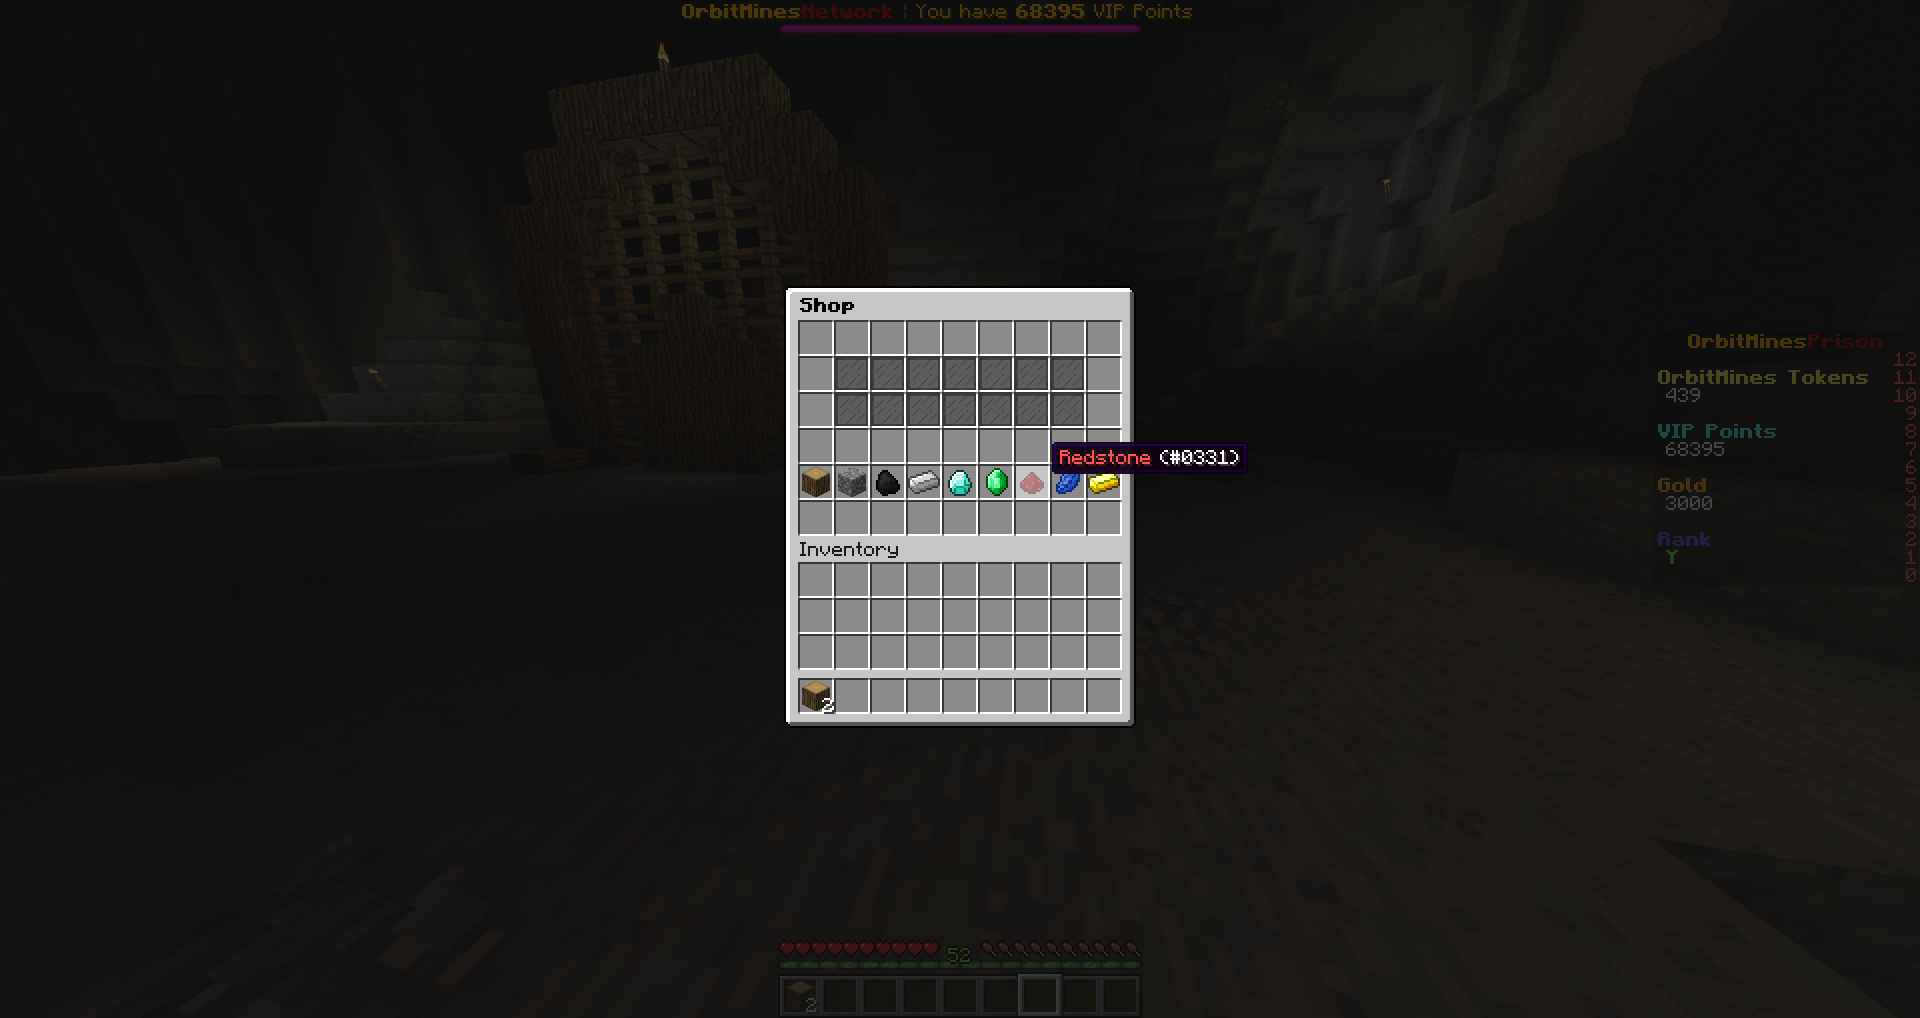 OrbitMinesNetwork | You have 68395 VIP Points
Shop
Redstone (#0331)
Inventory
2
OrbitMinesPrison
12
OrbitMines Tokens 11
439 10
9
VIP Points 8
68395 7
6
Gold 5
3000 4
3
Rank 2
Y 1
0
52
2